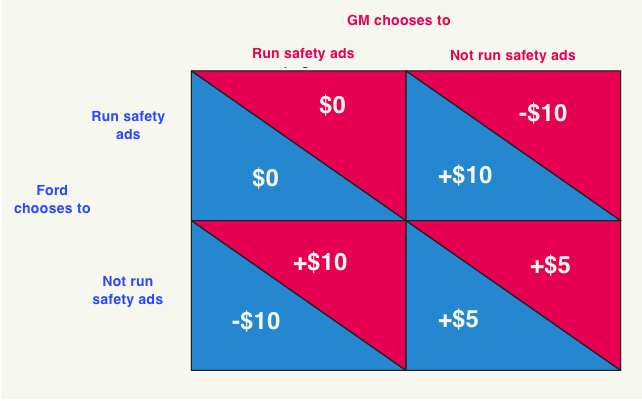 GM chooses to
Run safety ads
Not run safety ads
Run safety
ads
$0
-$10
$0
+$10
Ford
chooses to
Not run
safety ads
+$10
+$5
-$10
+$5